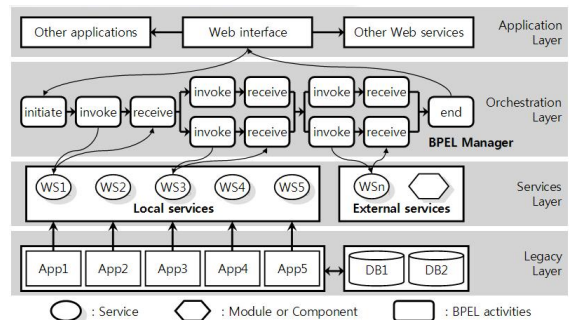 Other applications
Web interface
Other Web services
Application
Layer
invoke
receive
invoke
receive
initiate
invoke
receive
end
Orchestration
Layer
invoke
receive
invoke
receive
BPEL Manager
WS1
WS2
WS3
WS4
WS5
Local services
WSn
External services
Services
Layer
App1
App2
App3
App4
App5
DB1
DB2
Legacy
Layer
: Service
: Module or Component
: BPEL activities